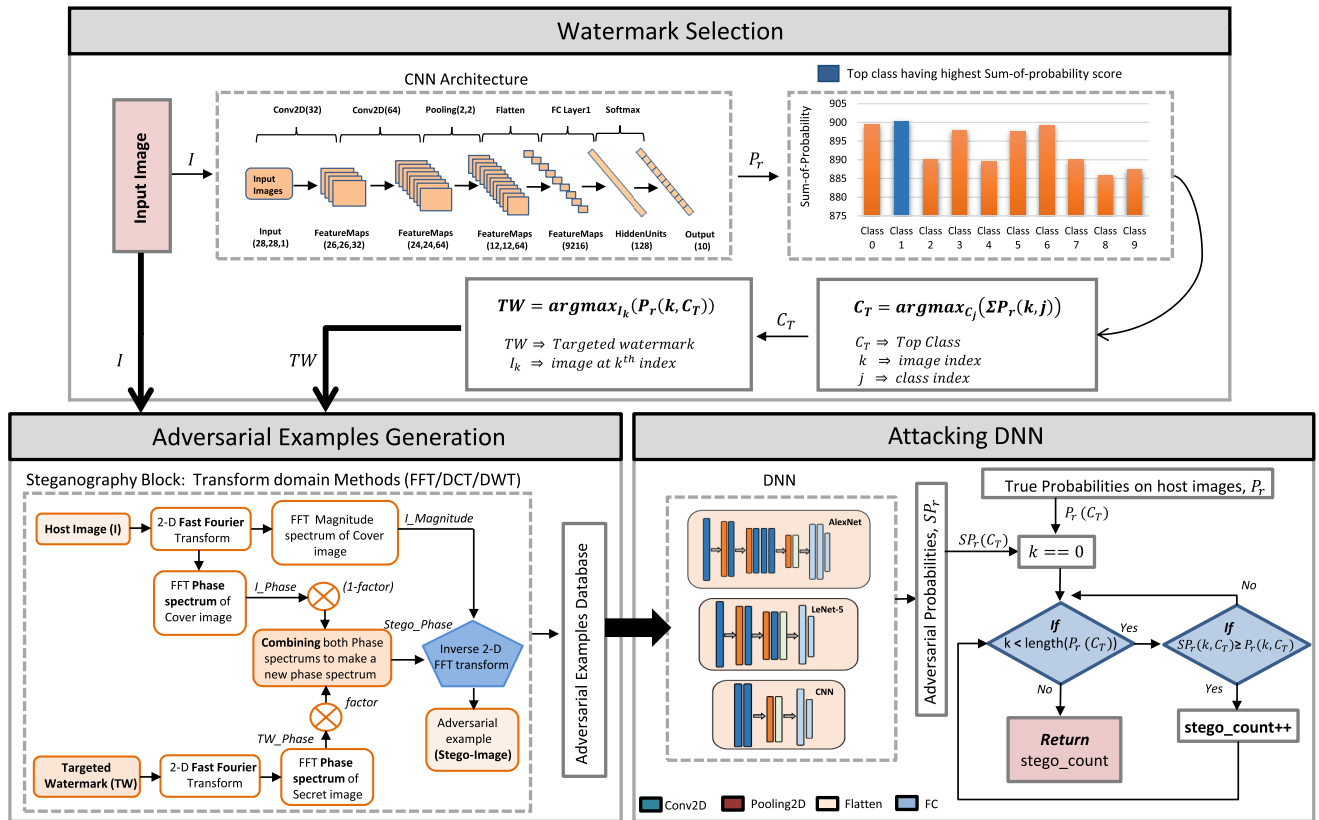 Watermark Selection
CNN Architecture
Top class having highest Sum-of-probability score
Conv2D(32) Conv2D(64) Pooling(2,2) Flatten FC Layer1 Softmax
Input Image
I
Input
Images
Input
(28,28,1)
FeatureMaps
(26,26,32)
FeatureMaps
(24,24,64)
FeatureMaps
(12,12,64)
FeatureMaps
(9216)
HiddenUnits
(128)
Output
(10)
P_r
Sum-of-Probability
905
900
895
890
885
880
875
Class 0
Class 1
Class 2
Class 3
Class 4
Class 5
Class 6
Class 7
Class 8
Class 9
TW = argmax_{I_k}(P_r(k, C_T))
TW ⇒ Targeted watermark
I_k ⇒ image at k^{th} index
C_T
C_T = argmax_{C_j}(ΣP_r(k, j))
C_T ⇒ Top Class
k ⇒ image index
j ⇒ class index
I
TW
Adversarial Examples Generation
Steganography Block: Transform domain Methods (FFT/DCT/DWT)
Host Image (I)
2-D Fast Fourier
Transform
FFT Magnitude
spectrum of Cover
image
I_Magnitude
FFT Phase
spectrum of
Cover image
I_Phase
(1-factor)
Stego_Phase
Combining both Phase
spectrums to make a
new phase spectrum
Inverse 2-D
FFT transform
factor
TW_Phase
Adversarial
example
(Stego-Image)
Targeted
Watermark (TW)
2-D Fast Fourier
Transform
FFT Phase
spectrum of
Secret image
Adversarial Examples Database
Attacking DNN
DNN
AlexNet
LeNet-5
CNN
Adversarial Probabilities, SP_r
True Probabilities on host images, P_r
P_r (C_T)
SP_r(C_T)
k == 0
No
If
k < length(P_r (C_T))
Yes
If
SP_r(k, C_T) ≥ P_r(k, C_T)
No
Yes
Return
stego_count
stego_count++
Conv2D Pooling2D Flatten FC